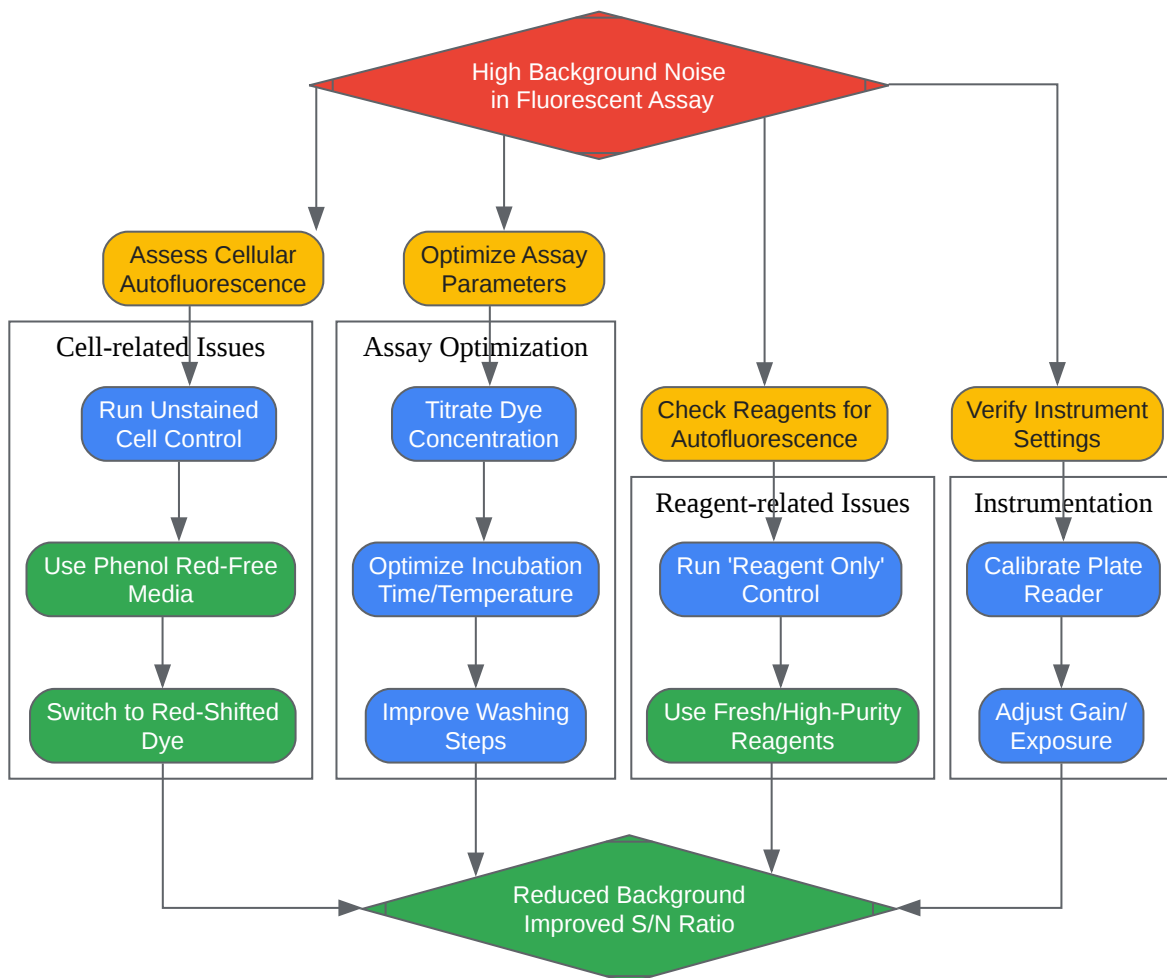 High Background Noise
in Fluorescent Assay
Assess Cellular
Autofluorescence
Optimize Assay
Parameters
Cell-related Issues
Assay Optimization
Run Unstained
Cell Control
Titrate Dye
Concentration
Check Reagents for
Autofluorescence
Verify Instrument
Settings
Reagent-related Issues
Instrumentation
Use Phenol Red-Free
Media
Optimize Incubation
Time/Temperature
Run 'Reagent Only'
Control
Calibrate Plate
Reader
Switch to Red-Shifted
Dye
Improve Washing
Steps
Use Fresh/High-Purity
Reagents
Adjust Gain/
Exposure
Reduced Background
Improved S/N Ratio